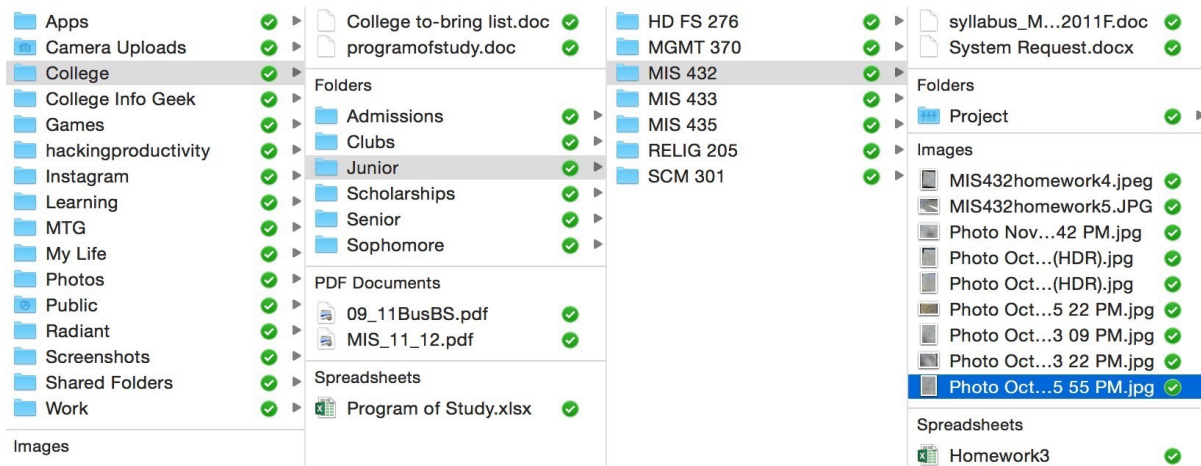 Apps
Camera Uploads
College
College Info Geek
Games
hackingproductivity
Instagram
Learning
MTG
My Life
Photos
Public
Radiant
Screenshots
Shared Folders
Work
Images
College to-bring list.doc
programofstudy.doc
Folders
Admissions
Clubs
Junior
Scholarships
Senior
Sophomore
PDF Documents
09_11BusBS.pdf
MIS_11_12.pdf
Spreadsheets
Program of Study.xlsx
HD FS 276
MGMT 370
MIS 432
MIS 433
MIS 435
RELIG 205
SCM 301
syllabus_M...2011F.doc
System Request.docx
Folders
Project
Images
MIS432homework4.jpeg
MIS432homework5.JPG
Photo Nov...42 PM.jpg
Photo Oct...(HDR).jpg
Photo Oct...(HDR).jpg
Photo Oct...5 22 PM.jpg
Photo Oct...3 09 PM.jpg
Photo Oct...3 22 PM.jpg
Photo Oct...5 55 PM.jpg
Spreadsheets
Homework3